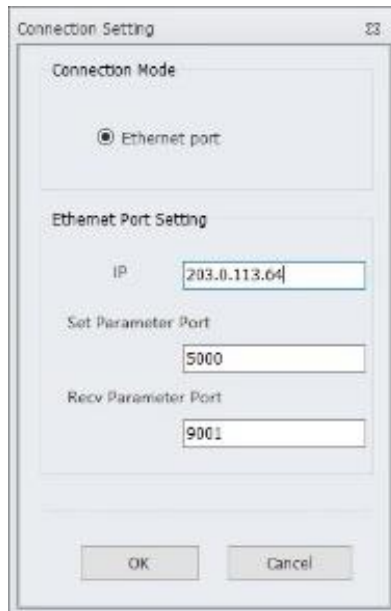 Connection Setting
Connection Mode
Ethernet port
Ethernet Port Setting
IP 203.0.113.64
Set Parameter Port
5000
Recv Parameter Port
9001
OK Cancel